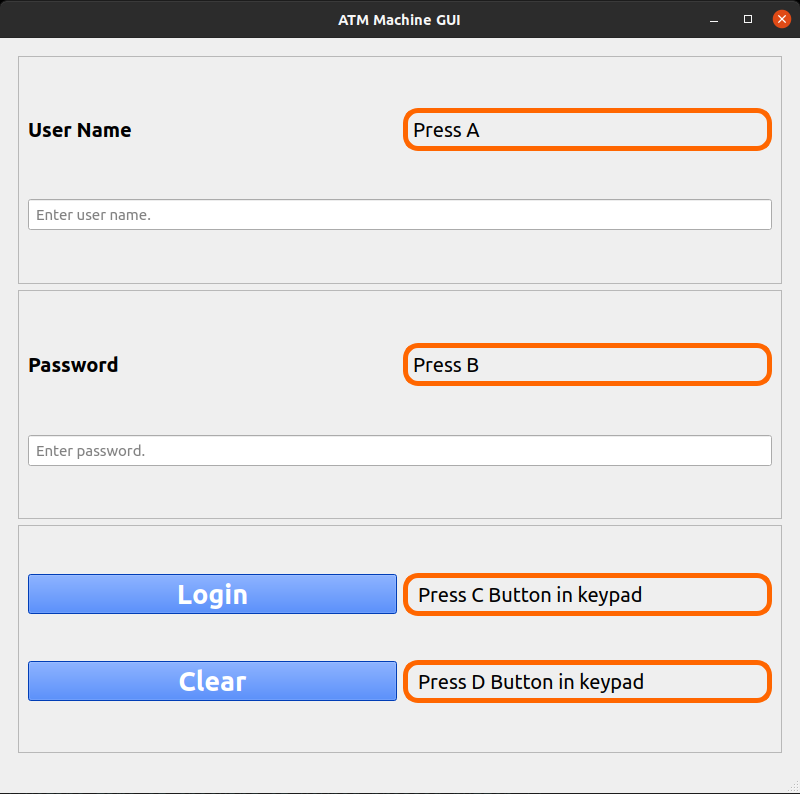 ATM Machine GUI
User Name
Press A
Enter user name.
Password
Press B
Enter password.
Login
Press C Button in keypad
Clear
Press D Button in keypad